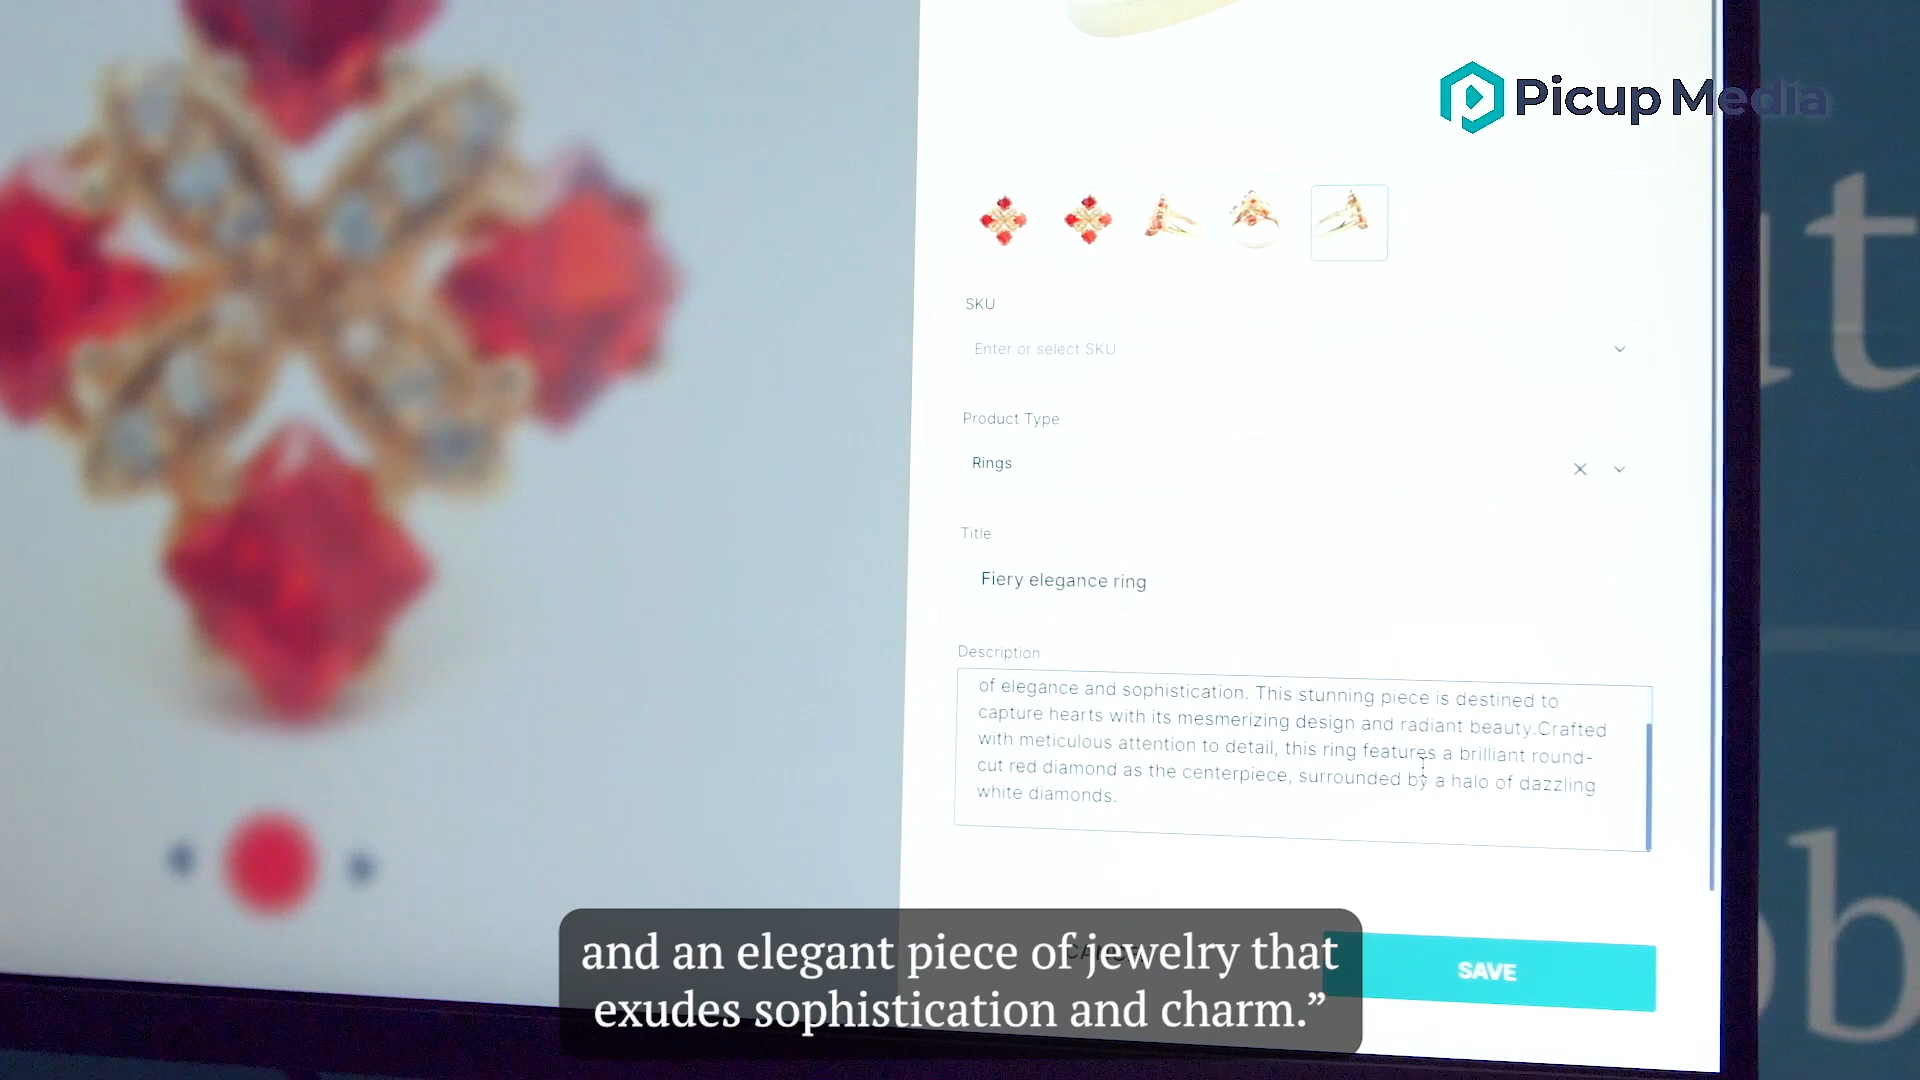 Picup Media
SKU
Enter or select SKU
Product Type
Rings
Title
Fiery elegance ring
Description
of elegance and sophistication. This stunning piece is destined to
capture hearts with its mesmerizing design and radiant beauty.Crafted
with meticulous attention to detail, this ring features a brilliant round-
cut red diamond as the centerpiece, surrounded by a halo of dazzling
white diamonds.
CANCEL
SAVE
and an elegant piece of jewelry that
exudes sophistication and charm.”